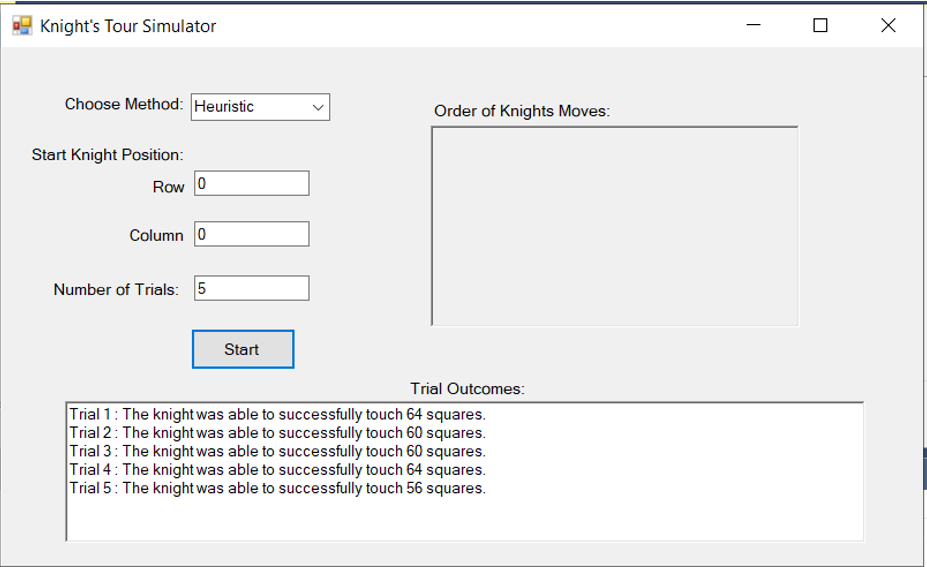 Knight's Tour Simulator
Choose Method: Heuristic
Start Knight Position:
Row 0
Column 0
Number of Trials: 5
Start
Order of Knights Moves:
Trial Outcomes:
Trial 1 : The knight was able to successfully touch 64 squares.
Trial 2 : The knight was able to successfully touch 60 squares.
Trial 3 : The knight was able to successfully touch 60 squares.
Trial 4 : The knight was able to successfully touch 64 squares.
Trial 5 : The knight was able to successfully touch 56 squares.